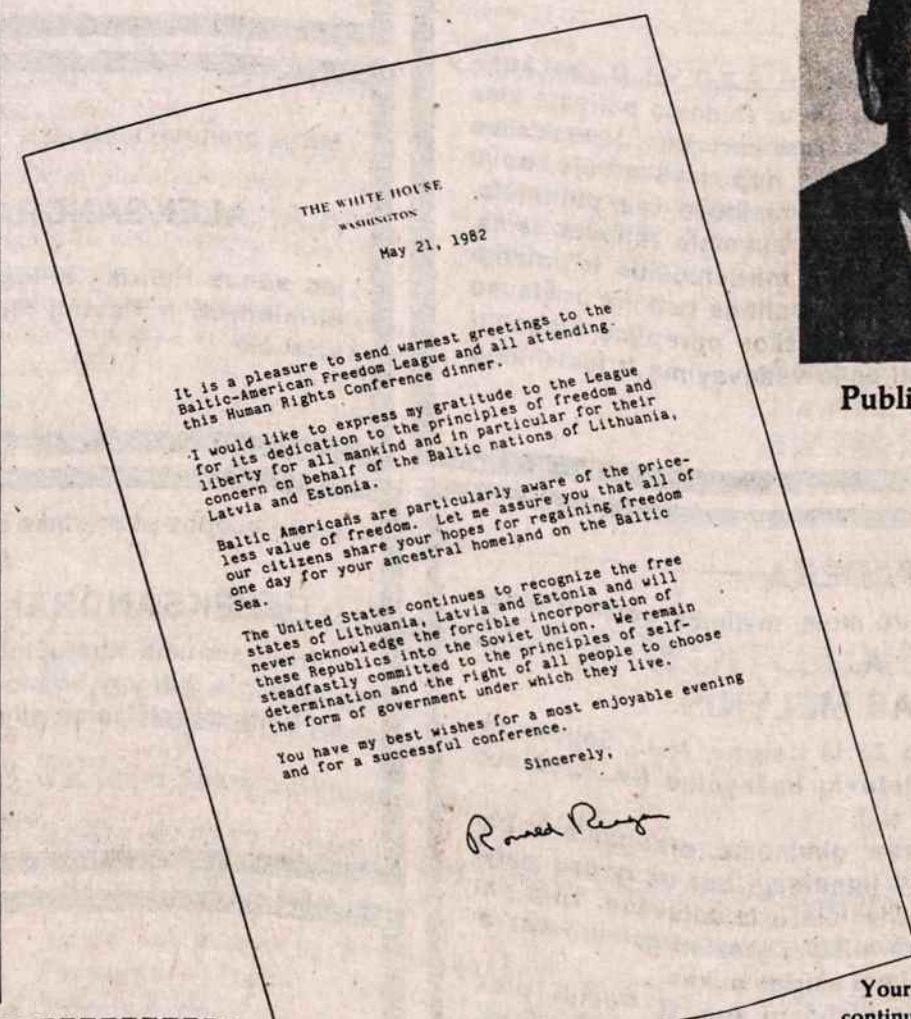 THE WHITE HOUSE
WASHINGTON
May 21, 1982
It is a pleasure to send warmest greetings to the
Baltic-American Freedom League and all attending
this Human Rights Conference dinner.
I would like to express my gratitude to the League
for its dedication to the principles of freedom and
liberty for all mankind and in particular for their
concern on behalf of the Baltic nations of Lithuania,
Latvia and Estonia.
Baltic Americans are particularly aware of the price-
less value of freedom. Let me assure you that all of
our citizens share your hopes for regaining freedom
one day for your ancestral homeland on the Baltic
Sea.
The United States continues to recognize the free
states of Lithuania, Latvia and Estonia and will
never acknowledge the forcible incorporation of
these Republics into the Soviet Union. We remain
steadfastly committed to the principles of self-
determination and the right of all people to choose
the form of government under which they live.
You have my best wishes for a most enjoyable evening
and for a successful conference.
Sincerely,
Ronald Reagan
Publi
Your
continu